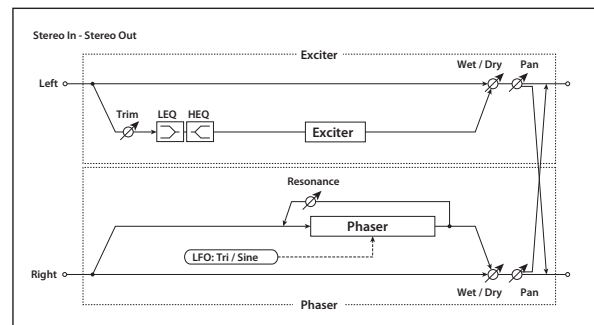 Stereo In - Stereo Out
Exciter
Wet / Dry
Pan
Left
Trim
LEQ
HEQ
Exciter
Resonance
Phaser
LFO: Tri / Sine
Right
Wet / Dry
Pan
Phaser